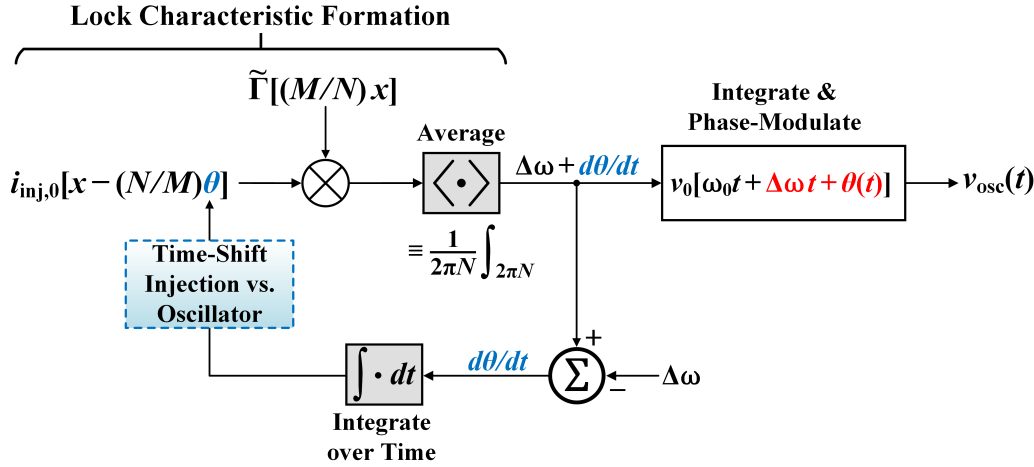 Lock Characteristic Formation
Γ̃[(M/N) x]
Integrate &
Phase-Modulate
Average
i_inj,0[x − (N/M)θ]
⟨•⟩
Δω + dθ/dt
v₀[ω₀t + Δω t + θ(t)]
v_osc(t)
≡ 1/2πN ∫_2πN
Time-Shift
Injection vs.
Oscillator
+
dθ/dt
∫ • dt
Σ
−
Δω
Integrate
over Time